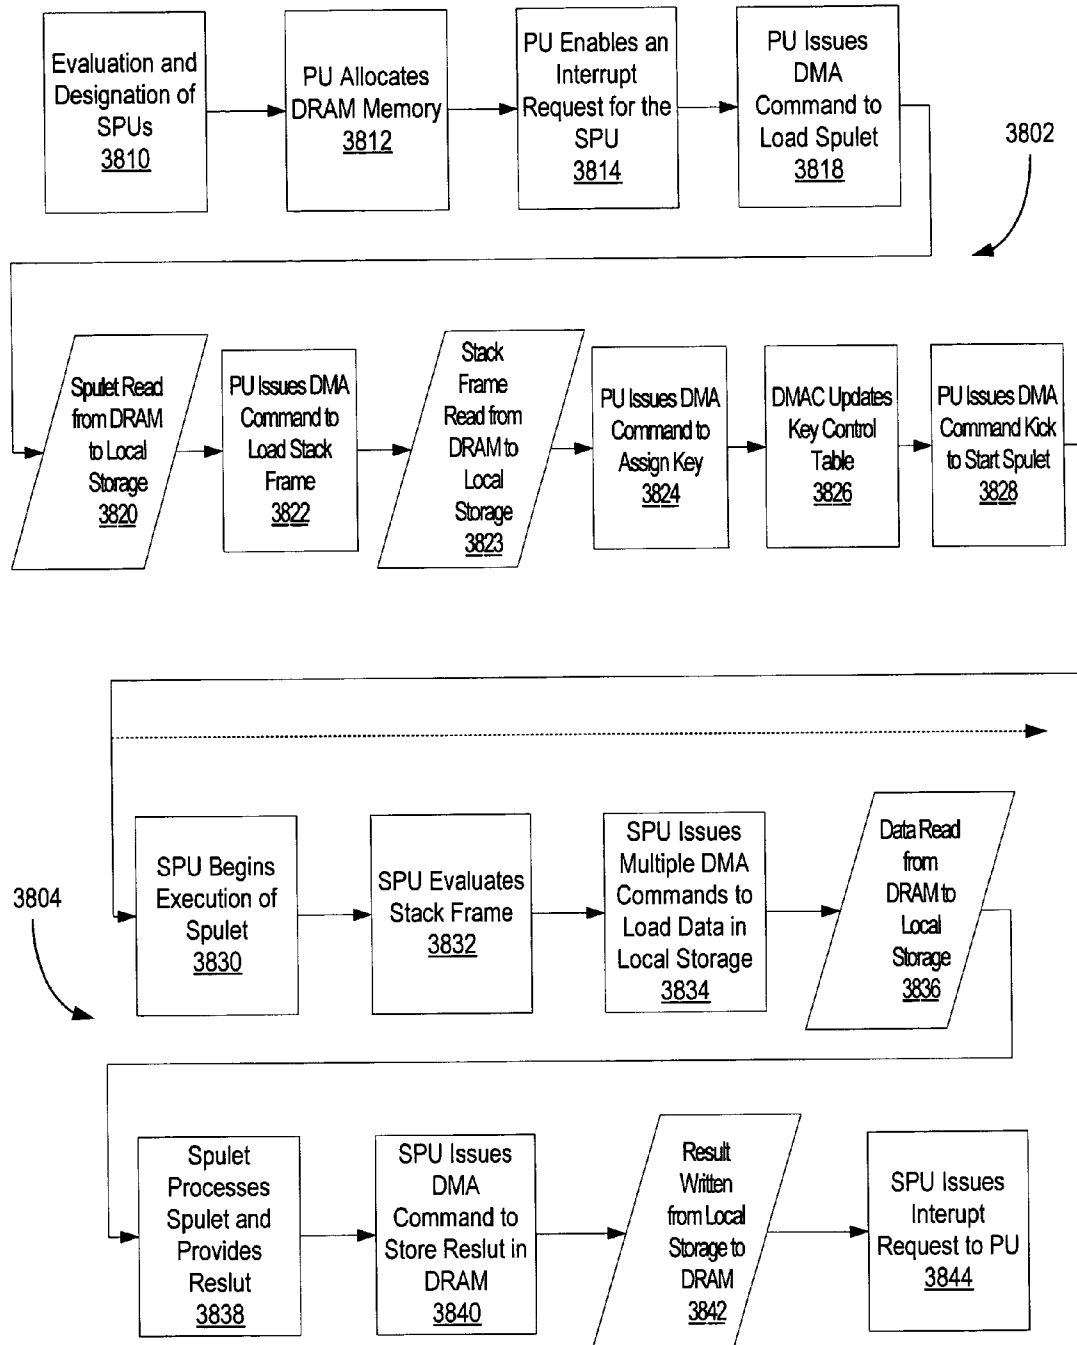 Evaluation and
Designation of
SPUs
3810
PU Allocates
DRAM Memory
3812
PU Enables an
Interrupt
Request for the
SPU
3814
PU Issues
DMA
Command to
Load Spulet
3818
3802
Spulet Read
from DRAM
to Local
Storage
3820
PU Issues DMA
Command to
Load Stack
Frame
3822
Stack
Frame
Read from
DRAM to
Local
Storage
3823
PU Issues DMA
Command to
Assign Key
3824
DMAC Updates
Key Control
Table
3826
PU Issues DMA
Command Kick
to Start Spulet
3828
3804
SPU Begins
Execution of
Spulet
3830
SPU Evaluates
Stack Frame
3832
SPU Issues
Multiple DMA
Commands to
Load Data in
Local Storage
3834
Data Read
from
DRAM to
Local
Storage
3836
Spulet
Processes
Spulet and
Provides
Reslut
3838
SPU Issues
DMA
Command to
Store Reslut in
DRAM
3840
Result
Written
from Local
Storage to
DRAM
3842
SPU Issues
Interupt
Request to PU
3844